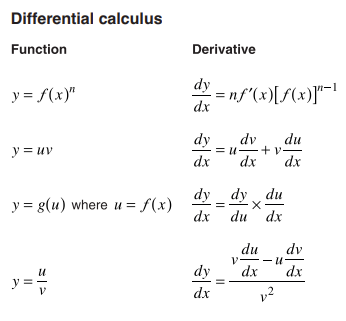 Differential calculus
Function Derivative
y = f(x)ⁿ dy/dx = nf′(x)[f(x)]ⁿ⁻¹
y = uv dy/dx = u dv/dx + v du/dx
y = g(u) where u = f(x) dy/dx = dy/du × du/dx
y = u/v dy/dx = (v du/dx − u dv/dx)/v²